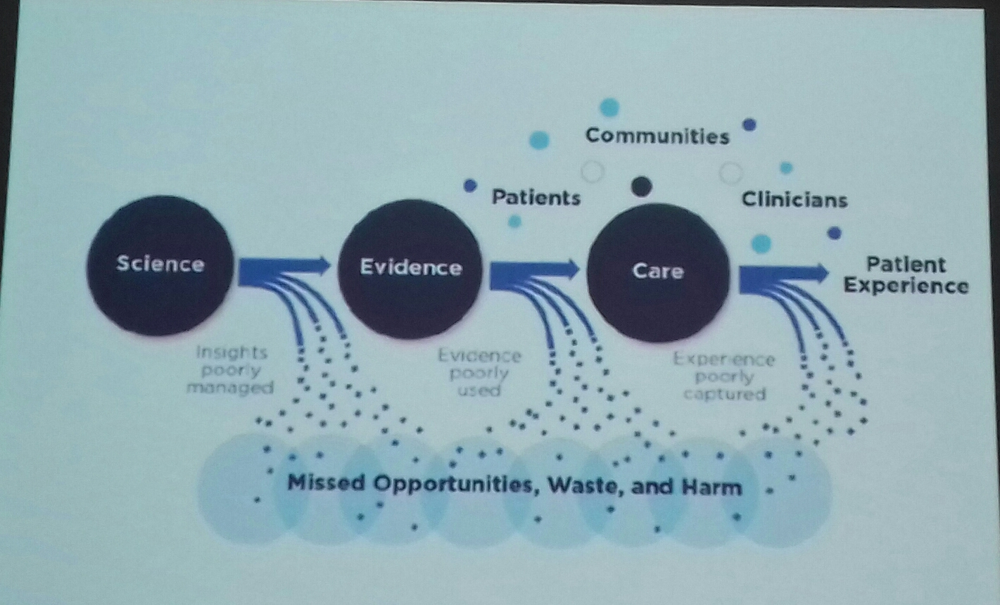 Communities
Patients
Clinicians
Science
Evidence
Care
Patient
Experience
Insights
poorly
managed
Evidence
poorly
used
Experience
poorly
captured
Missed Opportunities, Waste, and Harm